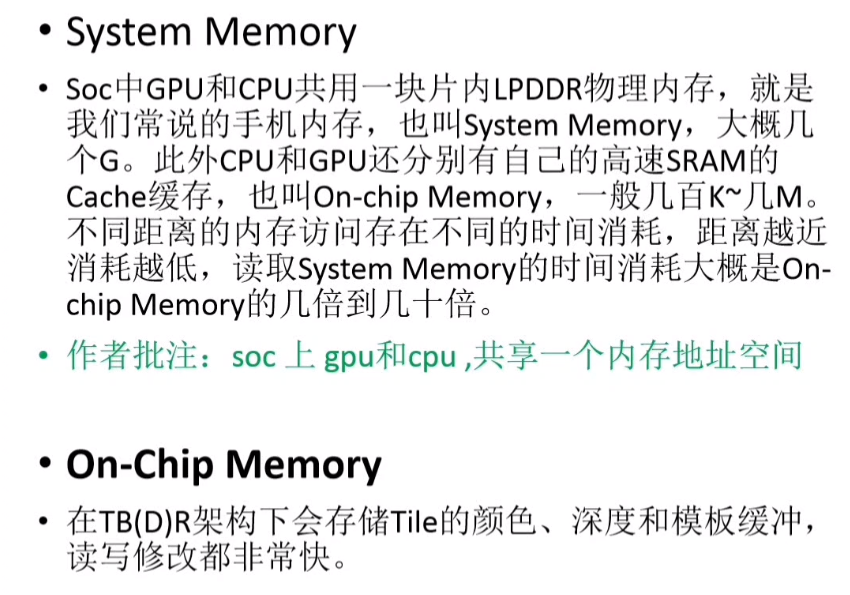 • System Memory
• Soc中GPU和CPU共用一块片内LPDDR物理内存，就是
我们常说的手机内存，也叫System Memory，大概几
个G。此外CPU和GPU还分别有自己的高速SRAM的
Cache缓存，也叫On-chip Memory，一般几百K~几M。
不同距离的内存访问存在不同的时间消耗，距离越近
消耗越低，读取System Memory的时间消耗大概是On-
chip Memory的几倍到几十倍。
• 作者批注：soc 上 gpu和cpu ,共享一个内存地址空间
• On-Chip Memory
• 在TB(D)R架构下会存储Tile的颜色、深度和模板缓冲，
读写修改都非常快。